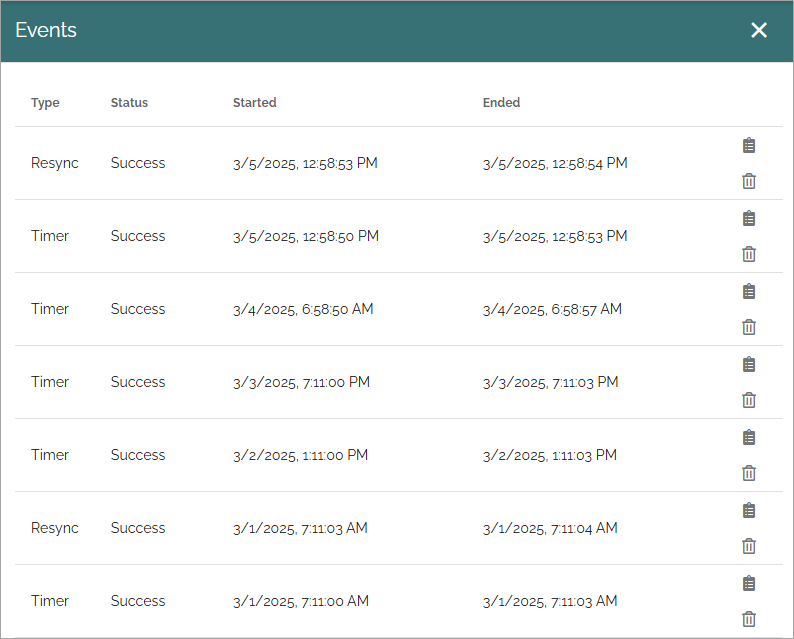 Events
Type Status Started Ended
Resync Success 3/5/2025, 12:58:53 PM 3/5/2025, 12:58:54 PM
Timer Success 3/5/2025, 12:58:50 PM 3/5/2025, 12:58:53 PM
Timer Success 3/4/2025, 6:58:50 AM 3/4/2025, 6:58:57 AM
Timer Success 3/3/2025, 7:11:00 PM 3/3/2025, 7:11:03 PM
Timer Success 3/2/2025, 1:11:00 PM 3/2/2025, 1:11:03 PM
Resync Success 3/1/2025, 7:11:03 AM 3/1/2025, 7:11:04 AM
Timer Success 3/1/2025, 7:11:00 AM 3/1/2025, 7:11:03 AM